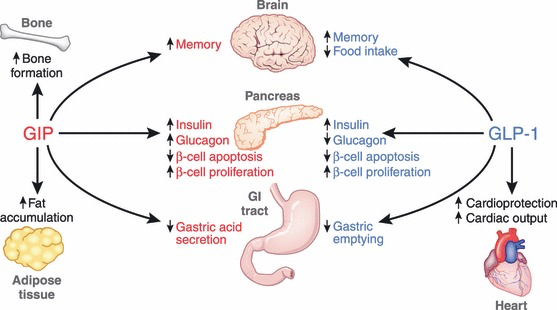 Brain
Bone
↑ Bone
formation
↑ Memory
↑ Memory
↓ Food intake
Pancreas
GIP
↑ Insulin
↑ Glucagon
↓ β-cell apoptosis
↑ β-cell proliferation
↑ Insulin
↓ Glucagon
↓ β-cell apoptosis
↑ β-cell proliferation
GLP-1
↑ Fat
accumulation
GI
tract
↓ Gastric acid
secretion
↓ Gastric
emptying
↑ Cardioprotection
↑ Cardiac output
Adipose
tissue
Heart